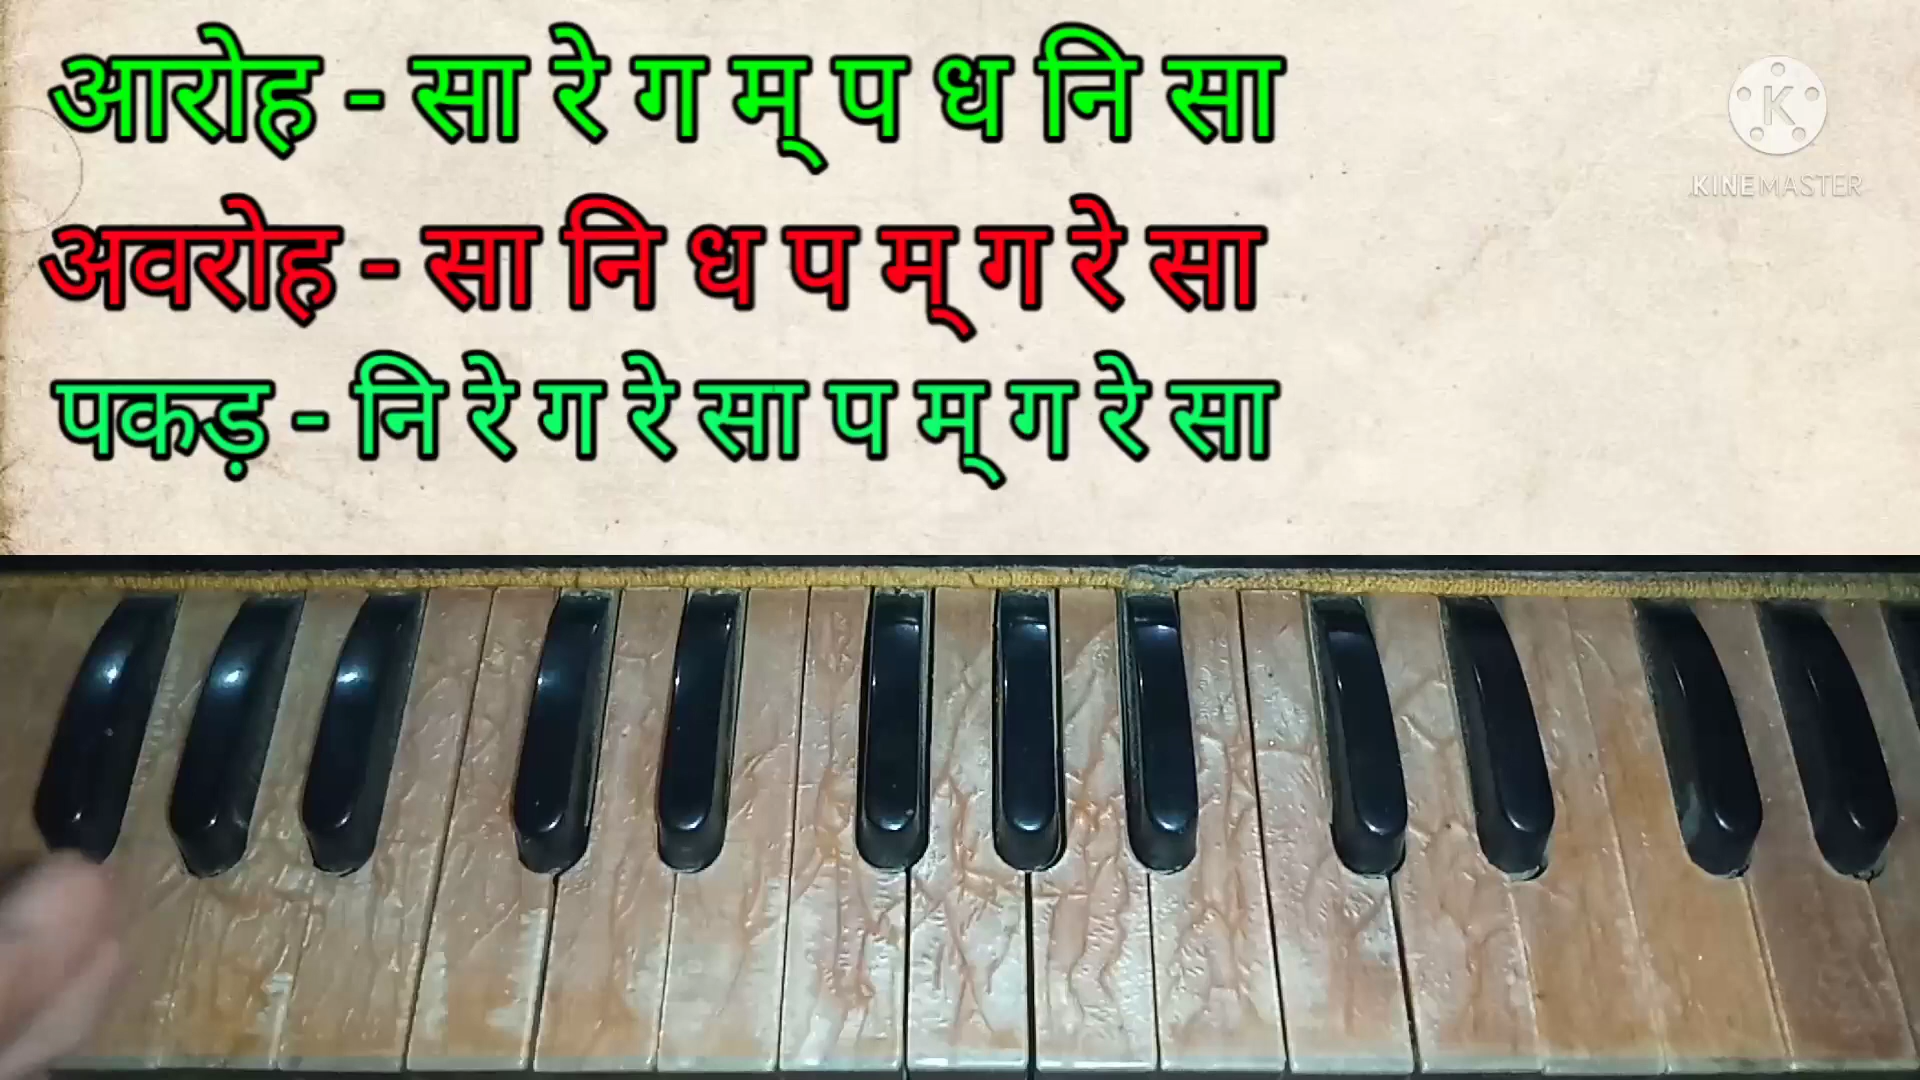 आरोह - सा रे ग म् प ध नि सा
अवरोह - सा नि ध प म् ग रे सा
पकड़ - नि रे ग रे सा प म् ग रे सा
K
KINEMASTER